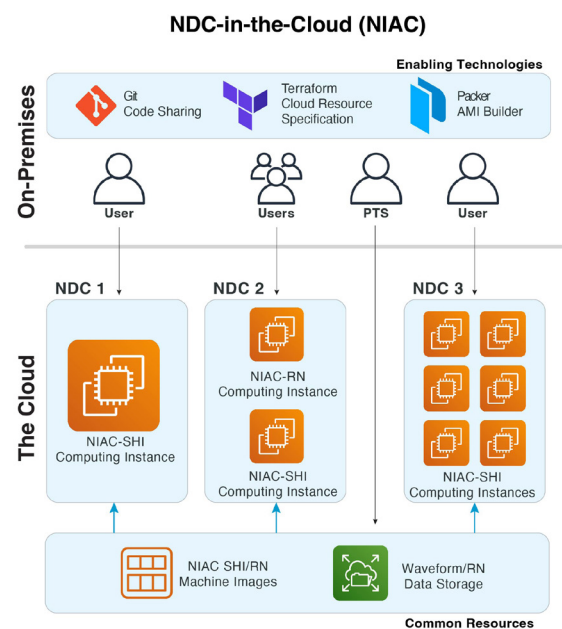 NDC-in-the-Cloud (NIAC)
Enabling Technologies
On-Premises
Git
Code Sharing
Terraform
Cloud Resource
Specification
Packer
AMI Builder
User
Users
PTS
User
The Cloud
NDC 1
NIAC-SHI
Computing Instance
NDC 2
NIAC-RN
Computing Instance
NIAC-SHI
Computing Instance
NDC 3
NIAC-SHI
Computing Instances
NIAC SHI/RN
Machine Images
Waveform/RN
Data Storage
Common Resources